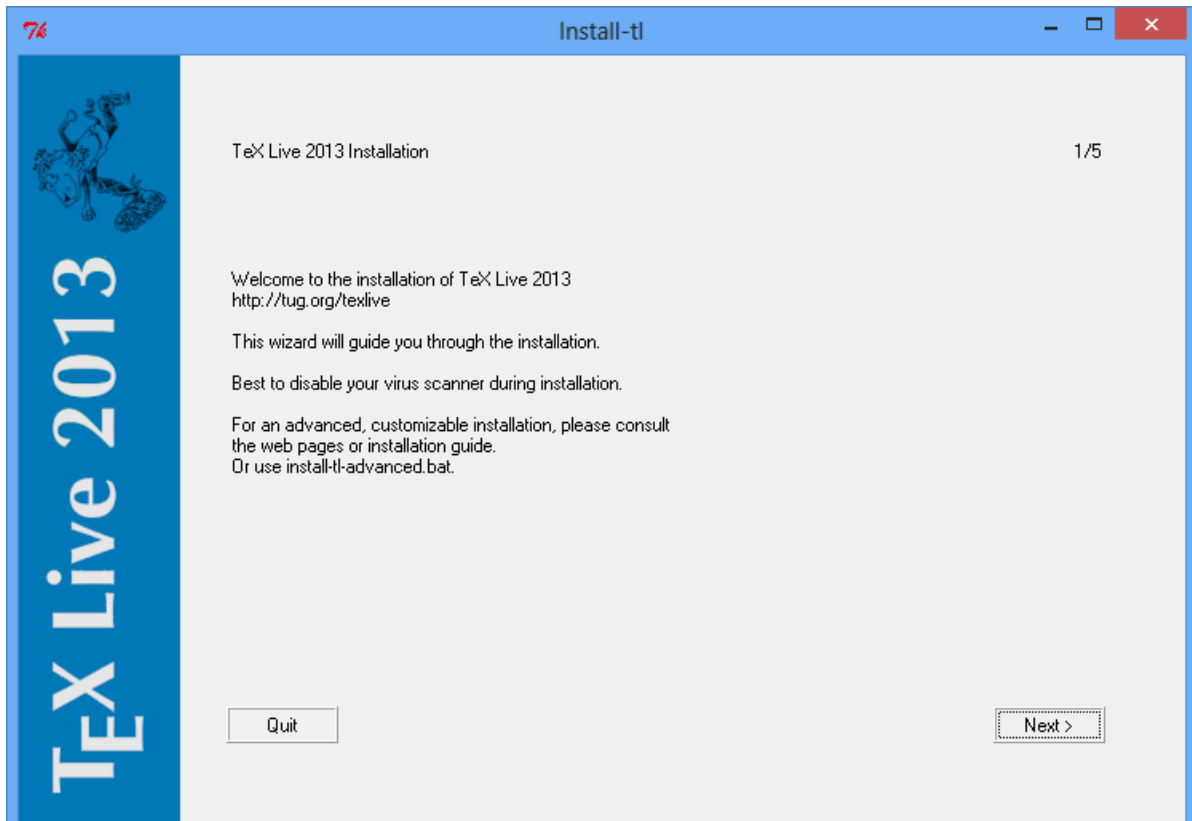 Install-tl
TeX Live 2013
TeX Live 2013 Installation 1/5
Welcome to the installation of TeX Live 2013
http://tug.org/texlive
This wizard will guide you through the installation.
Best to disable your virus scanner during installation.
For an advanced, customizable installation, please consult
the web pages or installation guide.
Or use install-tl-advanced.bat.
Quit Next >